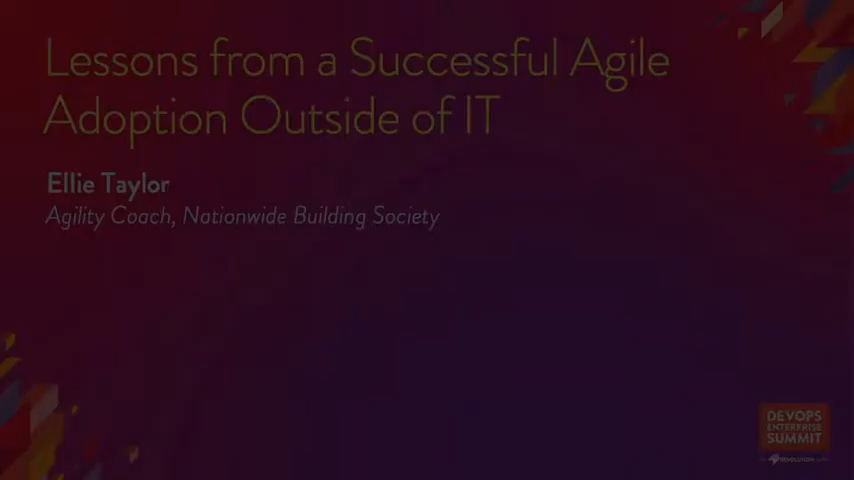 Lessons from a Successful Agile
Adoption Outside of IT
Ellie Taylor
Agility Coach, Nationwide Building Society
DEVOPS
ENTERPRISE
SUMMIT